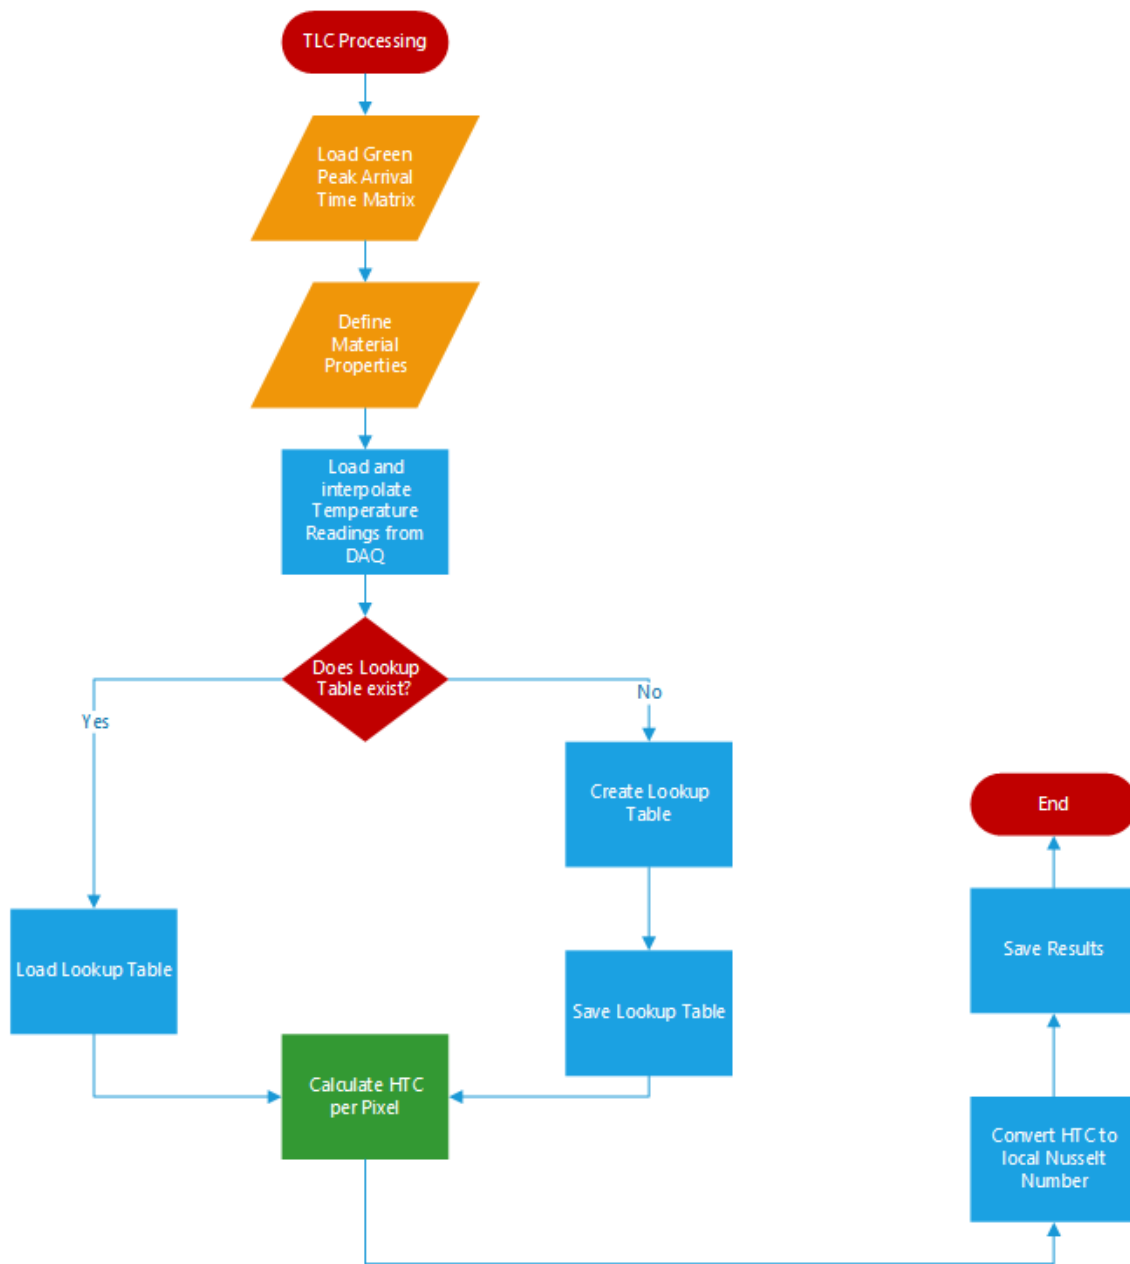 TLC Processing
Load Green
Peak Arrival
Time Matrix
Define
Material
Properties
Load and
interpolate
Temperature
Readings from
DAQ
Does Lookup
Table exist?
Yes
No
Create Lookup
Table
Load Lookup Table
Save Lookup Table
Calculate HTC
per Pixel
Convert HTC to
local Nusselt
Number
Save Results
End